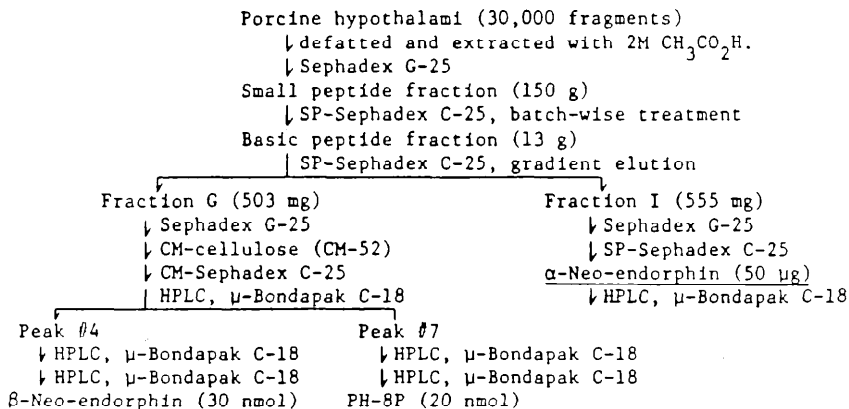 Porcine hypothalami (30,000 fragments)
↓defatted and extracted with 2M CH₃CO₂H.
↓Sephadex G-25
Small peptide fraction (150 g)
↓SP-Sephadex C-25, batch-wise treatment
Basic peptide fraction (13 g)
SP-Sephadex C-25, gradient elution
Fraction G (503 mg) Fraction I (555 mg)
↓Sephadex G-25 ↓Sephadex G-25
↓CM-cellulose (CM-52) ↓SP-Sephadex C-25
↓CM-Sephadex C-25 α-Neo-endorphin (50 μg)
HPLC, μ-Bondapak C-18 ↓HPLC, μ-Bondapak C-18
Peak #4 Peak #7
↓HPLC, μ-Bondapak C-18 ↓HPLC, μ-Bondapak C-18
↓HPLC, μ-Bondapak C-18 ↓HPLC, μ-Bondapak C-18
β-Neo-endorphin (30 nmol) PH-8P (20 nmol)